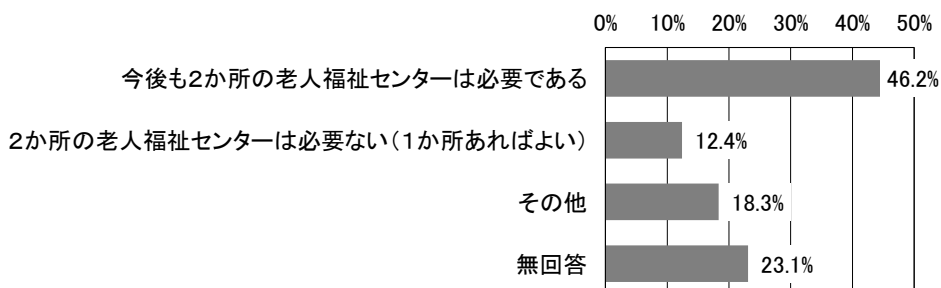 0% 10% 20% 30% 40% 50%
今後も2か所の老人福祉センターは必要である 46.2%
2か所の老人福祉センターは必要ない(1か所あればよい) 12.4%
その他 18.3%
無回答 23.1%